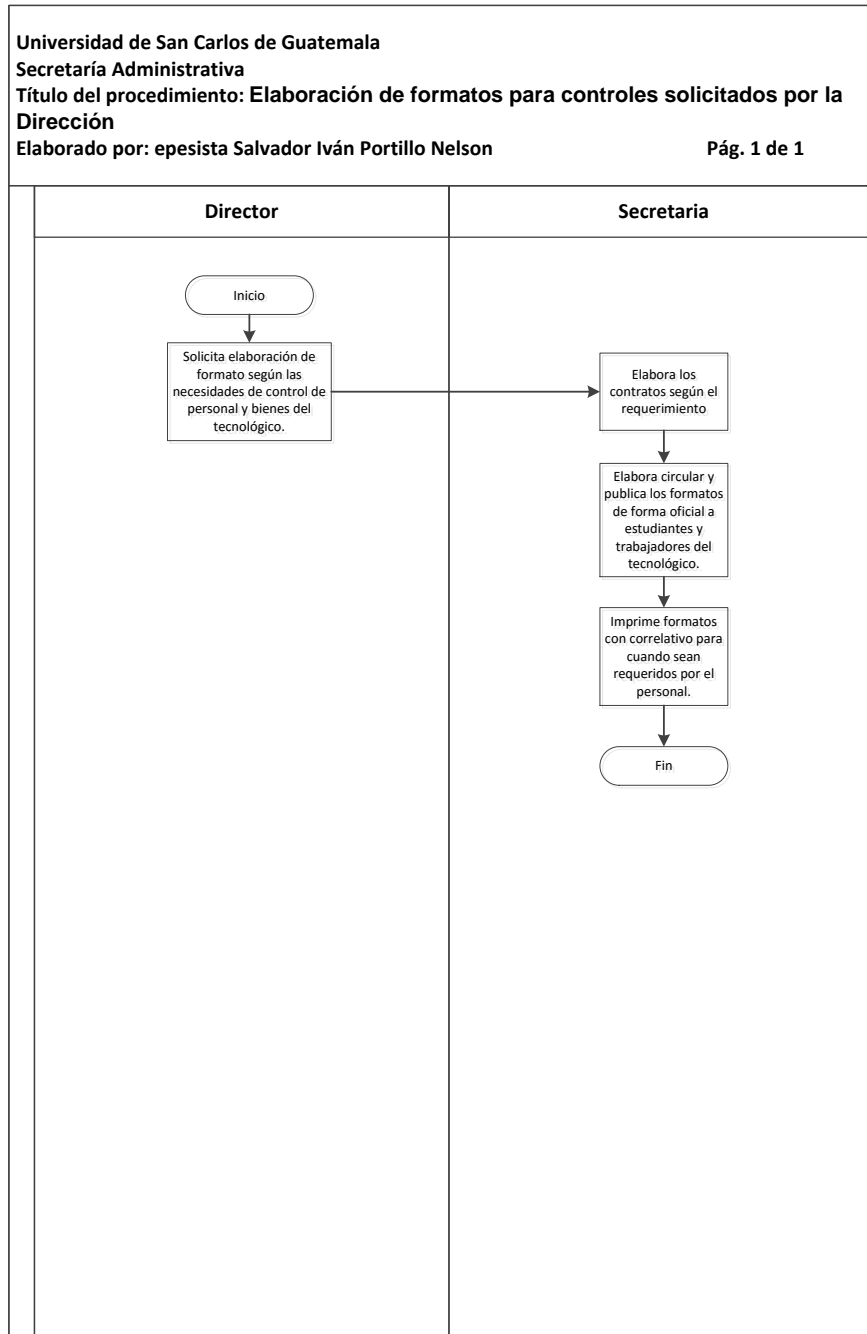 Universidad de San Carlos de Guatemala
Secretaría Administrativa
Título del procedimiento: Elaboración de formatos para controles solicitados por la
Dirección
Elaborado por: epesista Salvador Iván Portillo Nelson Pág. 1 de 1
Director Secretaria
Inicio
Solicita elaboración de
formato según las
necesidades de control de
personal y bienes del
tecnológico.
Elabora los
contratos según el
requerimiento
Elabora circular y
publica los formatos
de forma oficial a
estudiantes y
trabajadores del
tecnológico.
Imprime formatos
con correlativo para
cuando sean
requeridos por el
personal.
Fin